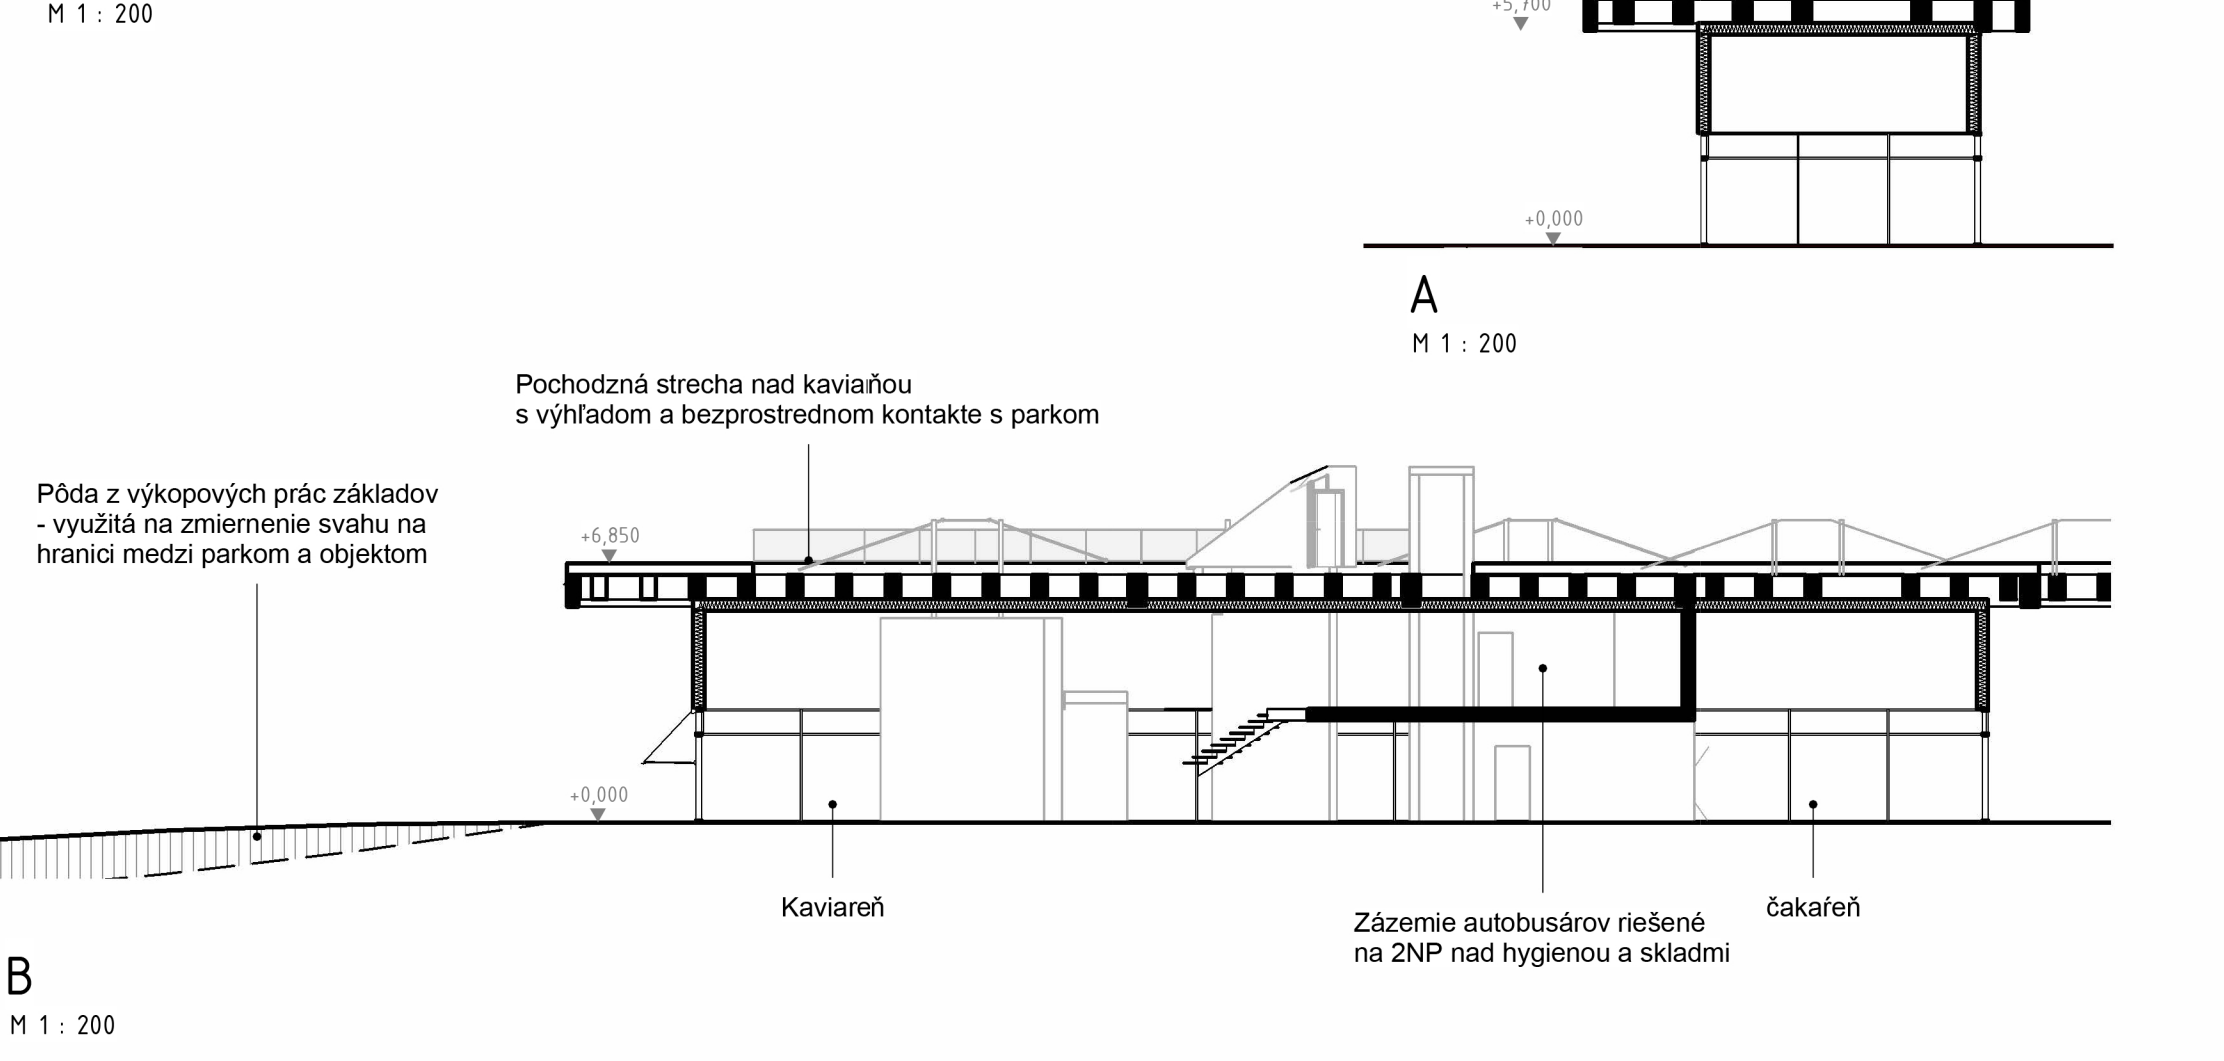 M 1 : 200
+5,700
+0,000
A
M 1 : 200
Pochodzná strecha nad kaviarňou
s výhľadom a bezprostrednom kontakte s parkom
Pôda z výkopových prác základov
- využitá na zmiernenie svahu na
hranici medzi parkom a objektom
+6,850
+0,000
Kaviareň
Zázemie autobusárov riešené
na 2NP nad hygienou a skladmi
čakáreň
B
M 1 : 200